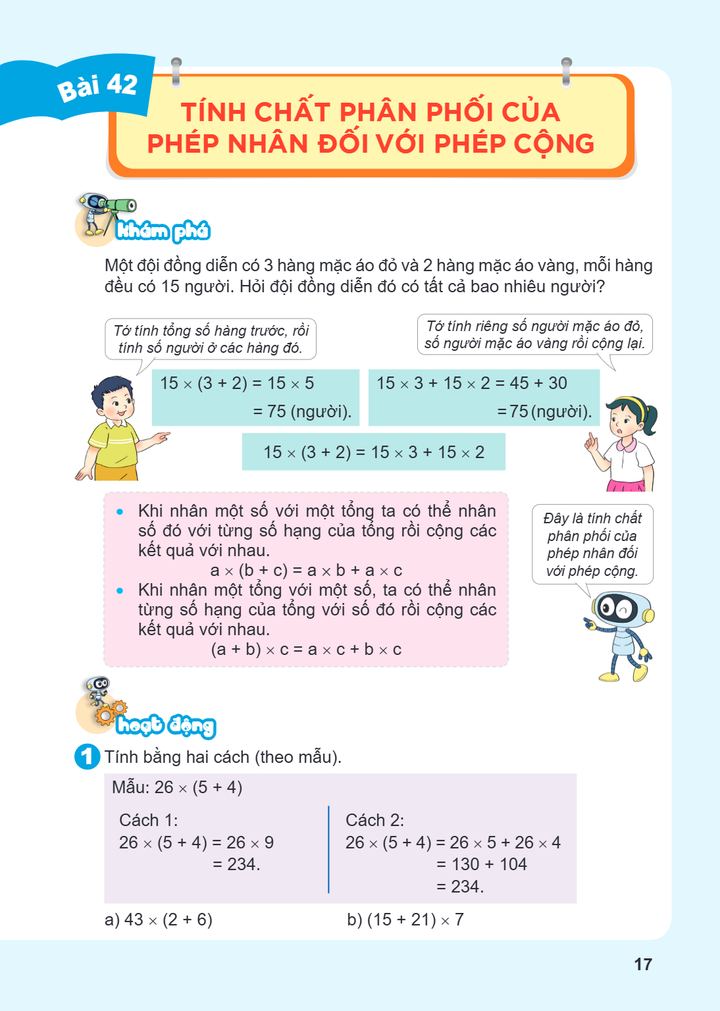 Bài 42
TÍNH CHẤT PHÂN PHỐI CỦA
PHÉP NHÂN ĐỐI VỚI PHÉP CỘNG
khám phá
Một đội đồng diễn có 3 hàng mặc áo đỏ và 2 hàng mặc áo vàng, mỗi hàng
đều có 15 người. Hỏi đội đồng diễn đó có tất cả bao nhiêu người?
Tớ tính tổng số hàng trước, rồi
tính số người ở các hàng đó.
Tớ tính riêng số người mặc áo đỏ,
số người mặc áo vàng rồi cộng lại.
15 × (3 + 2) = 15 × 5
= 75 (người).
15 × 3 + 15 × 2 = 45 + 30
= 75 (người).
15 × (3 + 2) = 15 × 3 + 15 × 2
• Khi nhân một số với một tổng ta có thể nhân
số đó với từng số hạng của tổng rồi cộng các
kết quả với nhau.
a × (b + c) = a × b + a × c
• Khi nhân một tổng với một số, ta có thể nhân
từng số hạng của tổng với số đó rồi cộng các
kết quả với nhau.
(a + b) × c = a × c + b × c
Đây là tính chất
phân phối của
phép nhân đối
với phép cộng.
hoạt động
1 Tính bằng hai cách (theo mẫu).
Mẫu: 26 × (5 + 4)
Cách 1:
26 × (5 + 4) = 26 × 9
= 234.
Cách 2:
26 × (5 + 4) = 26 × 5 + 26 × 4
= 130 + 104
= 234.
a) 43 × (2 + 6)
b) (15 + 21) × 7
17